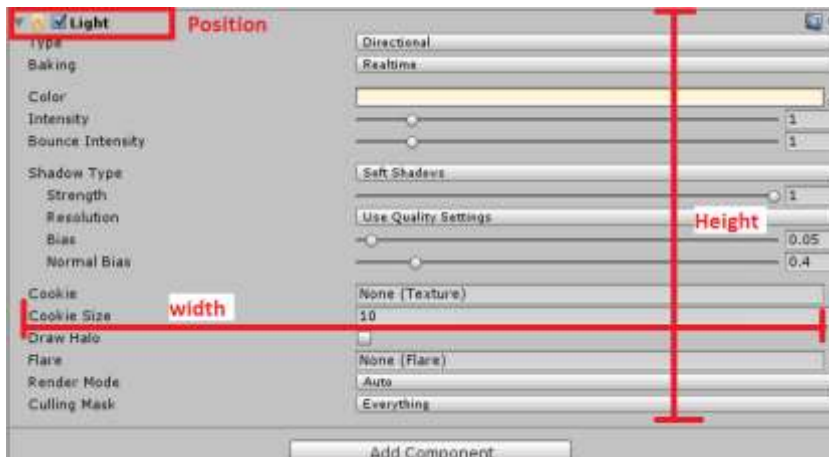 Light Position
Type Directional
Baking Realtime
Color
Intensity 1
Bounce Intensity 1
Shadow Type Soft Shadows
Strength 1
Resolution Use Quality Settings
Height
Bias 0.05
Normal Bias 0.4
Cookie None (Texture)
width
Cookie Size 10
Draw Halo
Flare None (Flare)
Render Mode Auto
Culling Mask Everything
Add Component